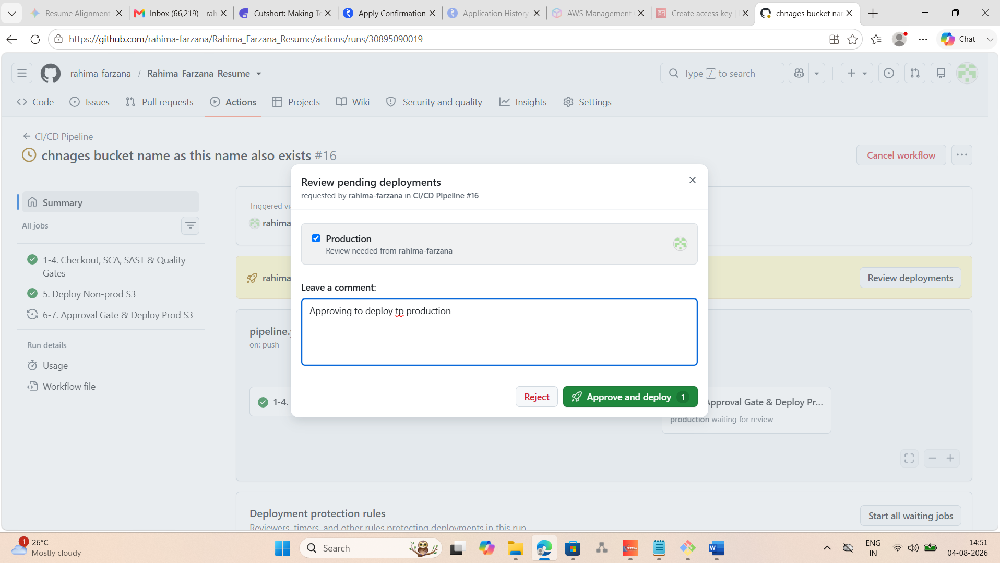 Resume Alignment
Inbox (66,219) - rah
Cutshort: Making To
Apply Confirmation
Application History
AWS Management
Create access key |
chnages bucket nar
https://github.com/rahima-farzana/Rahima_Farzana_Resume/actions/runs/30895090019
Chat
rahima-farzana / Rahima_Farzana_Resume
Type / to search
Code
Issues
Pull requests
Actions
Projects
Wiki
Security and quality
Insights
Settings
CI/CD Pipeline
chnages bucket name as this name also exists #16
Cancel workflow
Summary
All jobs
1-4. Checkout, SCA, SAST & Quality
Gates
5. Deploy Non-prod S3
6-7. Approval Gate & Deploy Prod S3
Run details
Usage
Workflow file
Triggered vi
rahima
rahima
Review deployments
pipeline.
on: push
1-4.
Review pending deployments
requested by rahima-farzana in CI/CD Pipeline #16
Production
Review needed from rahima-farzana
Leave a comment:
Approving to deploy tp production
Reject
Approve and deploy 1
Approval Gate & Deploy Pr...
production waiting for review
Deployment protection rules
Reviewers, timers, and other rules protecting deployments in this run
Start all waiting jobs
1
26°C
Mostly cloudy
Search
WEZVA
ENG
IN
14:51
04-08-2026